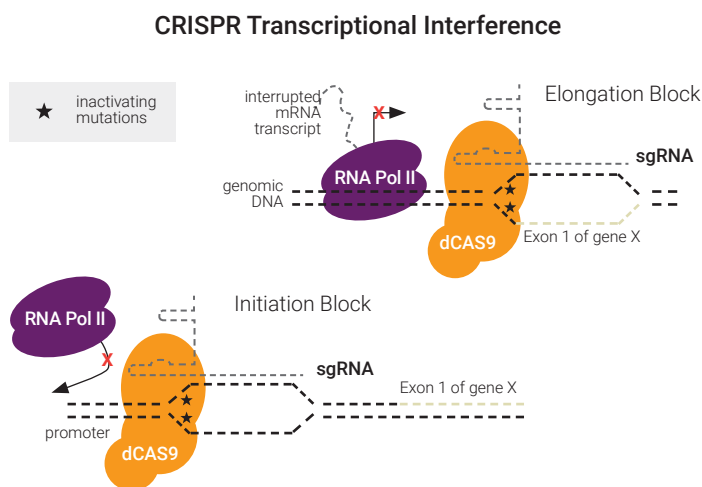 CRISPR Transcriptional Interference
inactivating
mutations
interrupted
mRNA
transcript
X
Elongation Block
sgRNA
RNA Pol II
genomic
DNA
dCAS9
Exon 1 of gene X
RNA Pol II
Initiation Block
X
sgRNA
Exon 1 of gene X
promoter
dCAS9